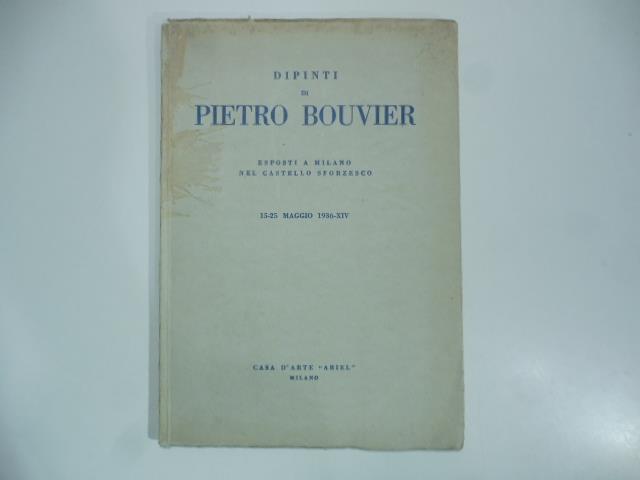 DIPINTI
DI
PIETRO BOUVIER
ESPOSTI A MILANO
NEL CASTELLO SFORZESCO
15-25 MAGGIO 1936-XIV
CASA D'ARTE "ARIEL"
MILANO